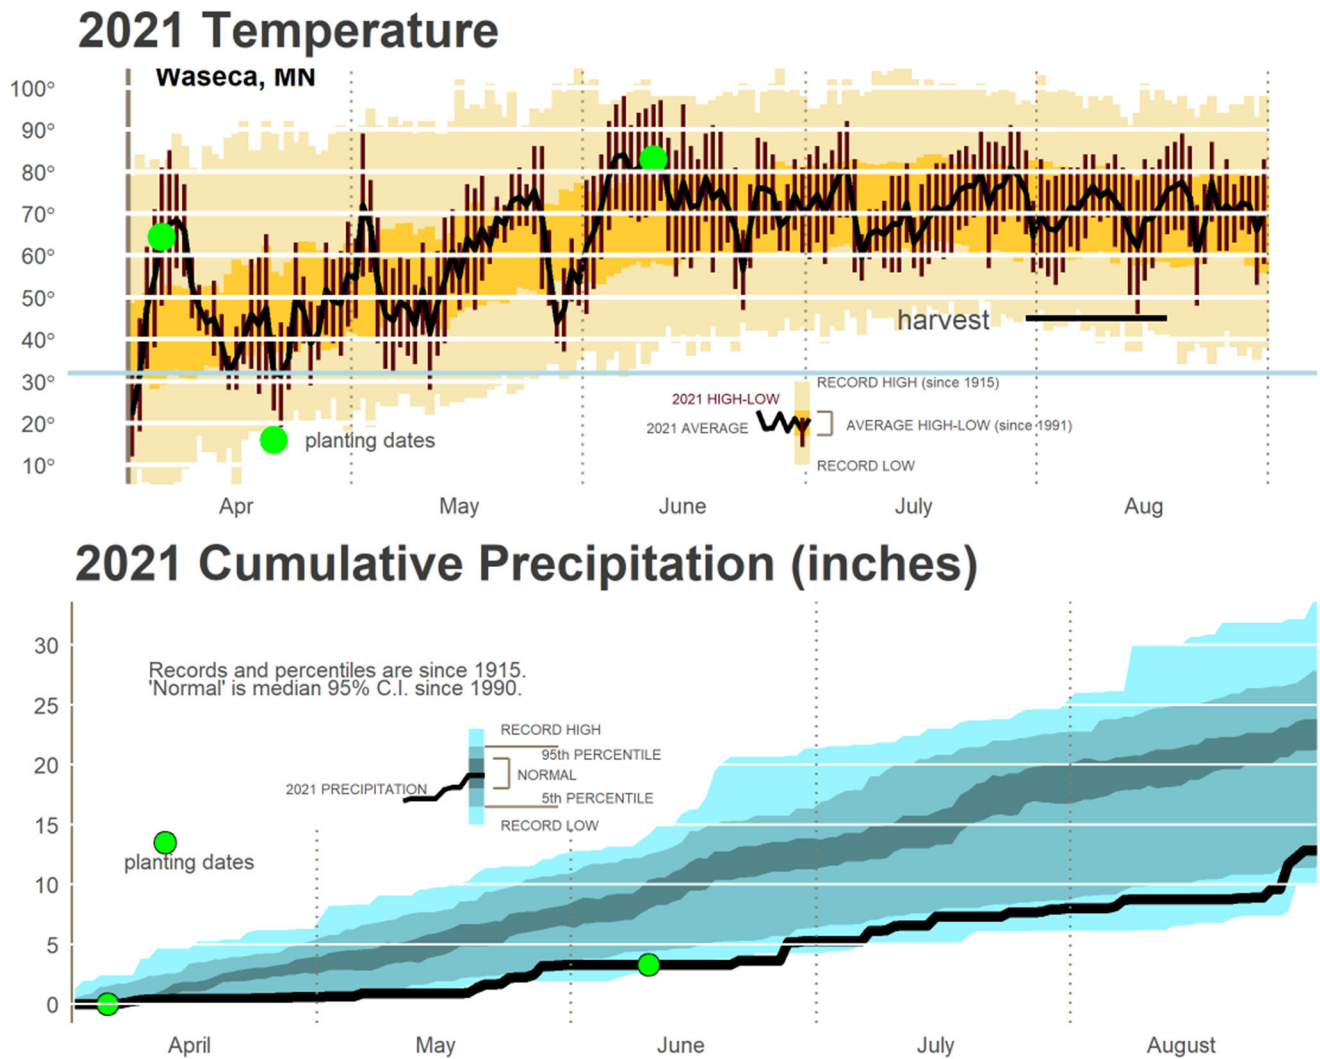 2021 Temperature
Waseca, MN
100°
90°
80°
70°
60°
50°
40°
30°
20°
10°
harvest
planting dates
RECORD HIGH (since 1915)
2021 HIGH-LOW
2021 AVERAGE
AVERAGE HIGH-LOW (since 1991)
RECORD LOW
Apr May June July Aug
2021 Cumulative Precipitation (inches)
30
25
20
15
10
5
0
Records and percentiles are since 1915.
'Normal' is median 95% C.I. since 1990.
RECORD HIGH
95th PERCENTILE
NORMAL
2021 PRECIPITATION
5th PERCENTILE
RECORD LOW
planting dates
April May June July August